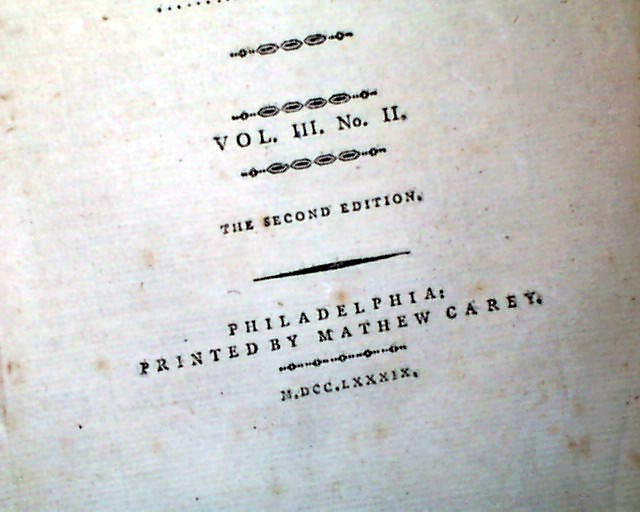 VOL. III. No. II.
THE SECOND EDITION.
PHILADELPHIA:
PRINTED BY MATHEW CAREY.
M.DCC.LXXXIX.